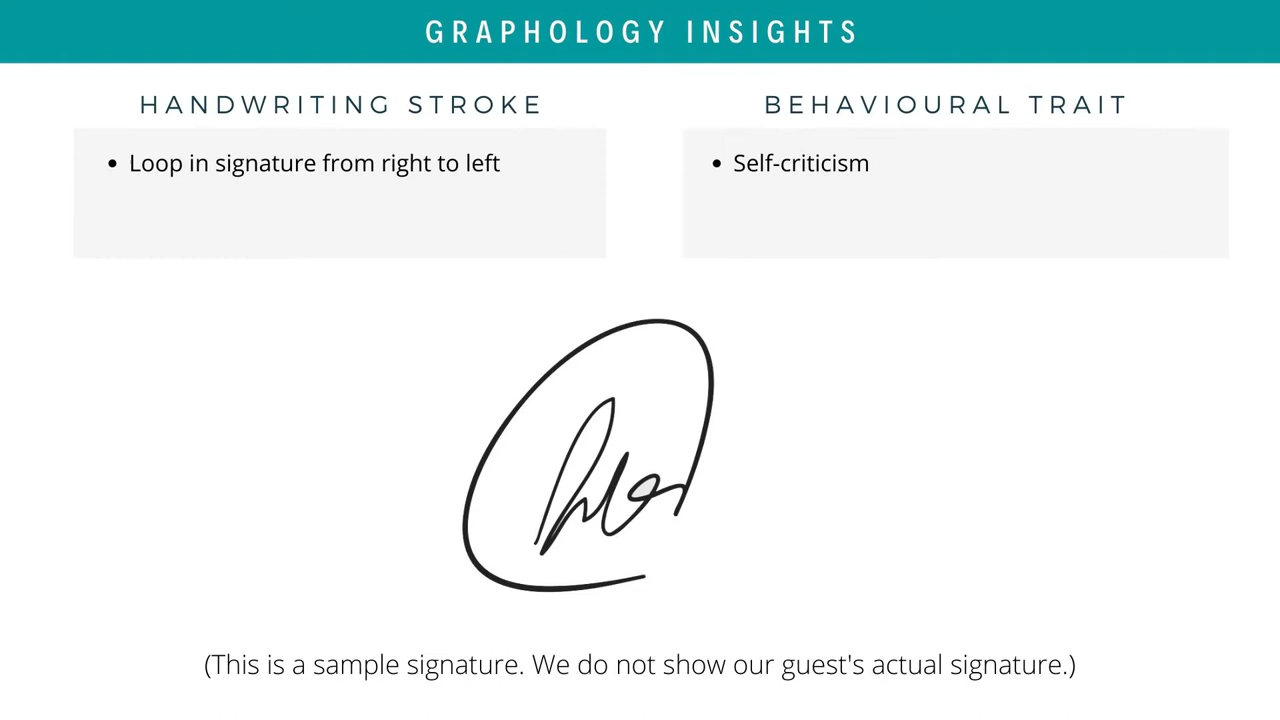 GRAPHOLOGY INSIGHTS
HANDWRITING STROKE
BEHAVIOURAL TRAIT
• Loop in signature from right to left
• Self-criticism
(This is a sample signature. We do not show our guest's actual signature.)